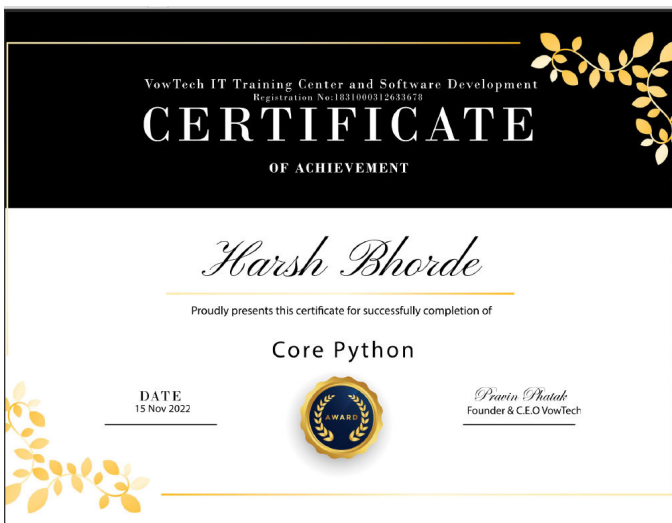 VowTech IT Training Center and Software Development
Registration No:1831000312633678
CERTIFICATE
OF ACHIEVEMENT
Harsh Bhorde
Proudly presents this certificate for successfully completion of
Core Python
DATE
15 Nov 2022
AWARD
Pravin Phatak
Founder & C.E.O VowTech